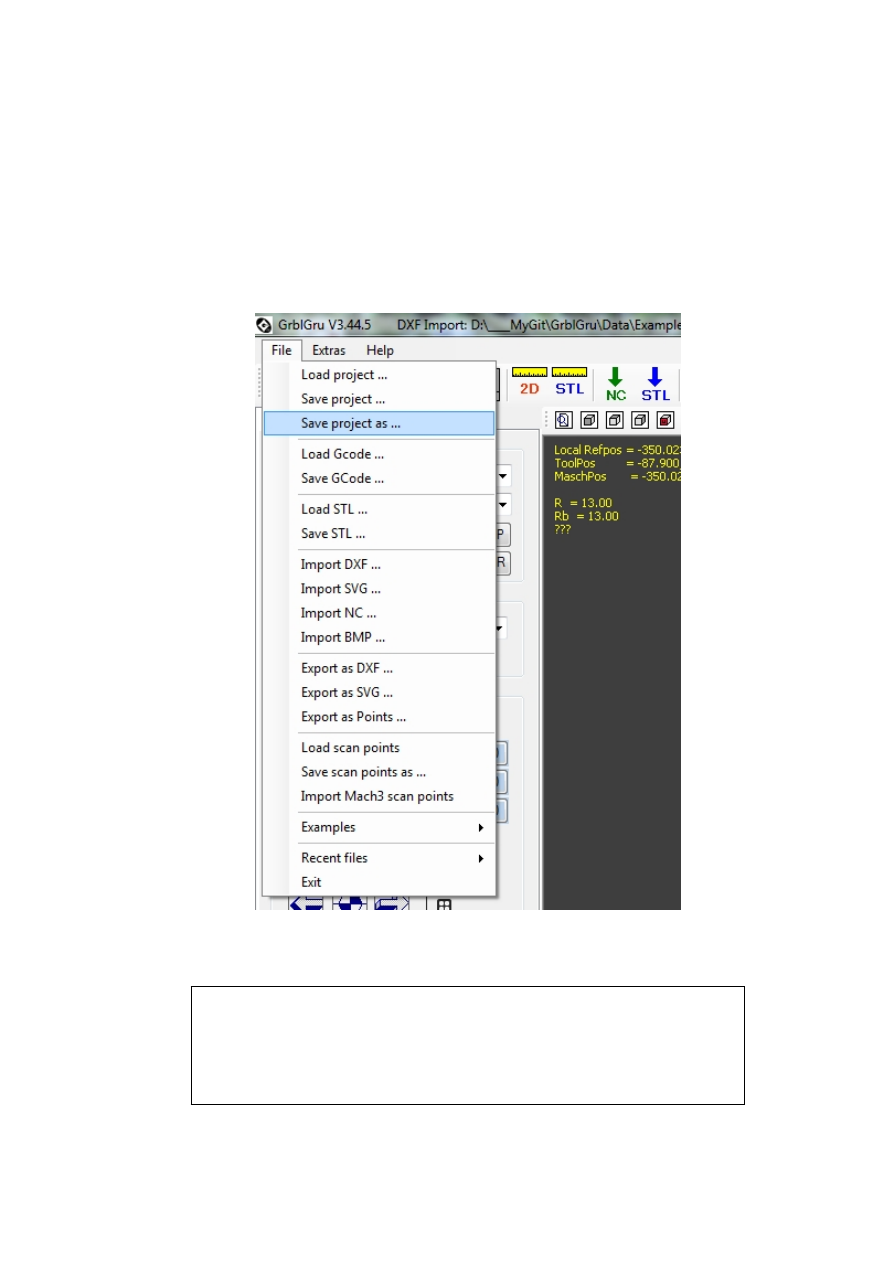 GrblGru V3.44.5 DXF Import: D:\___MyGit\GrblGru\Data\Example
File Extras Help
Load project ...
Save project ...
Save project as ...
Load Gcode ...
Save GCode ...
Load STL ...
Save STL ...
Import DXF ...
Import SVG ...
Import NC ...
Import BMP ...
Export as DXF ...
Export as SVG ...
Export as Points ...
Load scan points
Save scan points as ...
Import Mach3 scan points
Examples
Recent files
Exit
2D STL NC STL
P
R
Local Refpos = -350.02
ToolPos = -87.900
MaschPos = -350.02
R = 13.00
Rb = 13.00
???